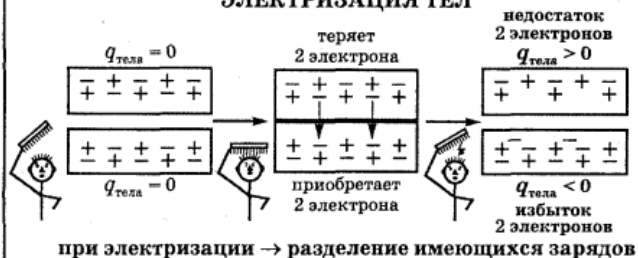 ЭЛЕКТРИЗАЦИЯ ТЕЛ
q тела = 0
теряет
2 электрона
недостаток
2 электронов
q тела > 0
− + − + −
+ − + − +
− + − + −
+ − + − +
− + − +
+ − + − +
+ − + − +
− + − + −
+ − + − +
− + − + −
+ − + − + − +
− + − + −
q тела = 0
приобретает
2 электрона
q тела < 0
избыток
2 электронов
при электризации → разделение имеющихся зарядов